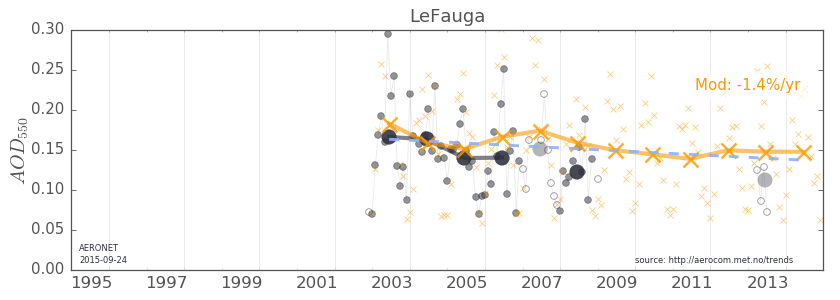 LeFauga
AOD550
0.30
0.25
0.20
0.15
0.10
0.05
0.00
Mod: -1.4%/yr
AERONET
2015-09-24
source: http://aerocom.met.no/trends
1995 1997 1999 2001 2003 2005 2007 2009 2011 2013